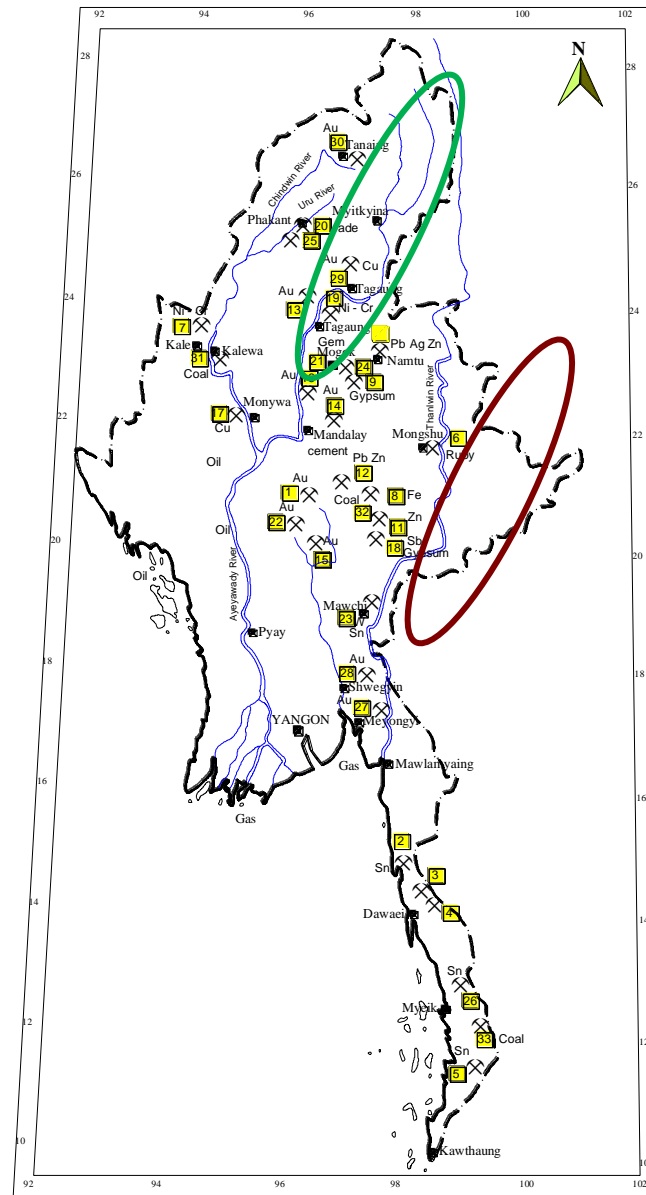 92 94 96 98 100 102
28
28
N
Au
30
Tanaing
26
26
Chindwin River
Uru River
Phakant
20
ade
25
Myitkyina
Au
Cu
29
Tagaung
24
24
Au
19
13
Ni - Cr
Tagaung
Ni - Cr
7
Kale
Kalewa
31
Coal
Gem
21
Mogok
Pb Ag Zn
Namtu
24
9
Gypsum
Au
Au
14
22
22
17
Cu
Monywa
Mandalay
cement
Thanlwin River
Mongshu
6
Ruby
Oil
Pb Zn
12
Au
1
Coal
8
Fe
32
Zn
11
Au
22
Oil
Sb
18
Gypsum
Au
15
20
20
Oil
Ayeyawady River
Mawchi
23
W
Sn
Pyay
18
18
Au
28
Shwegyin
Au
27
Meyongyi
YANGON
Gas
Mawlamyaing
16
16
Gas
2
Sn
3
4
Dawaei
14
14
Sn
26
Myeik
12
12
33
Coal
Sn
5
10
10
Kawthaung
92 94 96 98 100 102